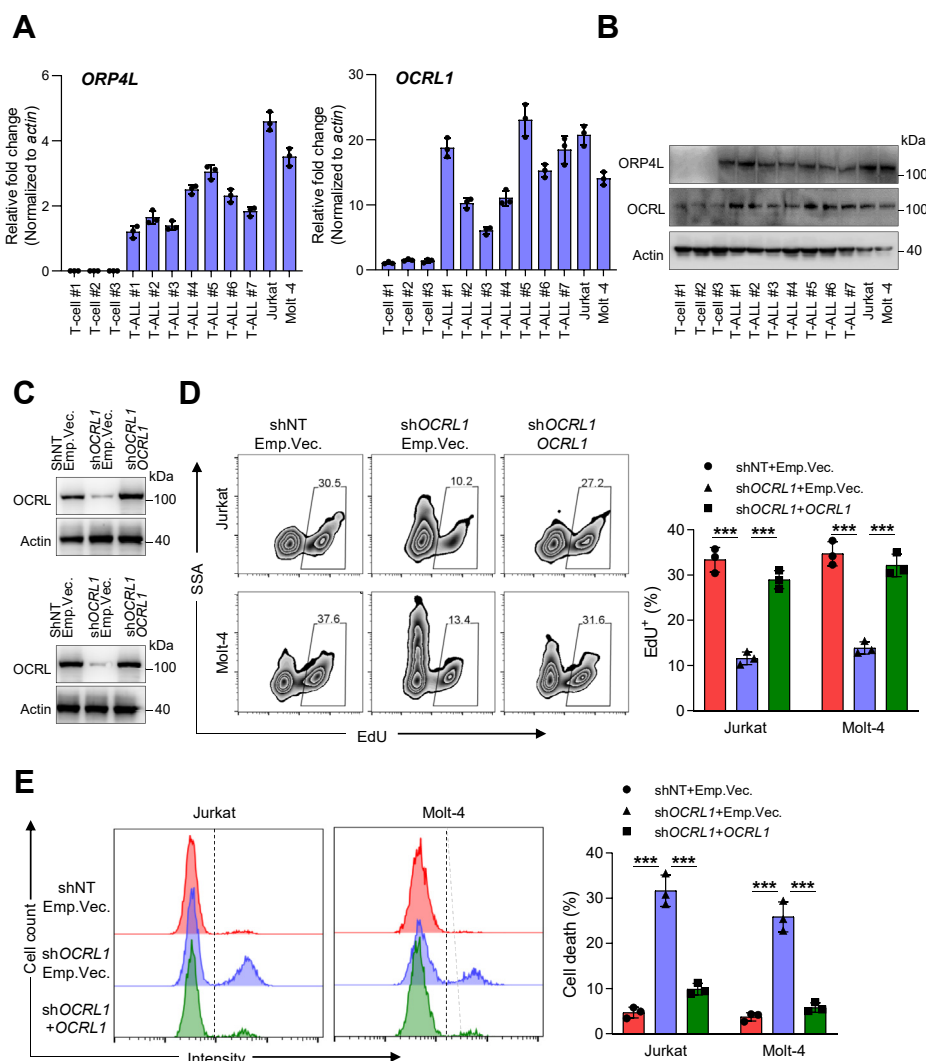 A
ORP4L
Relative fold change
(Normalized to actin)
6
4
2
0
T-cell #1
T-cell #2
T-cell #3
T-ALL #1
T-ALL #2
T-ALL #3
T-ALL #4
T-ALL #5
T-ALL #6
T-ALL #7
Jurkat
Molt-4
OCRL1
Relative fold change
(Normalized to actin)
30
20
10
0
T-cell #1
T-cell #2
T-cell #3
T-ALL #1
T-ALL #2
T-ALL #3
T-ALL #4
T-ALL #5
T-ALL #6
T-ALL #7
Jurkat
Molt-4
B
kDa
ORP4L
100
OCRL
100
Actin
40
T-cell #1
T-cell #2
T-cell #3
T-ALL #1
T-ALL #2
T-ALL #3
T-ALL #4
T-ALL #5
T-ALL #6
T-ALL #7
Jurkat
Molt-4
C
ShNT
Emp.Vec.
shOCRL1
Emp.Vec.
shOCRL1
OCRL1
kDa
OCRL
100
Actin
40
ShNT
Emp.Vec.
shOCRL1
Emp.Vec.
shOCRL1
OCRL1
kDa
OCRL
100
Actin
40
D
shNT
Emp.Vec.
shOCRL1
Emp.Vec.
shOCRL1
OCRL1
SSA
Jurkat
30.5
10.2
27.2
Molt-4
37.6
13.4
31.6
EdU
shNT+Emp.Vec.
shOCRL1+Emp.Vec.
shOCRL1+OCRL1
EdU+ (%)
40
30
20
10
0
*** *** *** ***
Jurkat
Molt-4
E
Jurkat
Molt-4
Cell count
shNT
Emp.Vec.
shOCRL1
Emp.Vec.
shOCRL1
+OCRL1
Intensity
shNT+Emp.Vec.
shOCRL1+Emp.Vec.
shOCRL1+OCRL1
Cell death (%)
40
30
20
10
0
*** *** *** ***
Jurkat
Molt-4